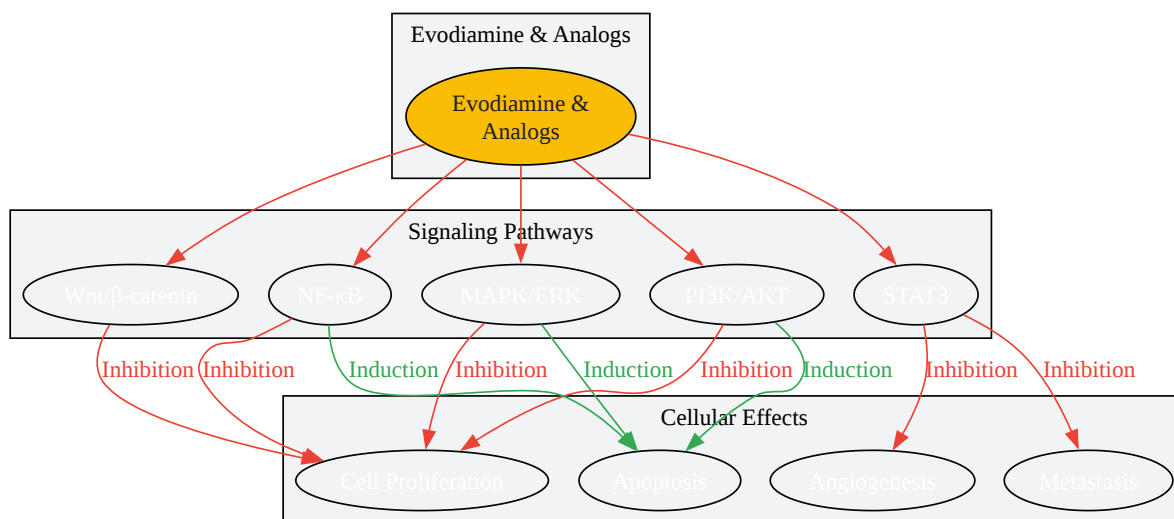 Evodiamine & Analogs
Evodiamine &
Analogs
Signaling Pathways
Wnt/β-catenin
NF-κB
MAPK/ERK
PI3K/AKT
STAT3
Inhibition
Inhibition
Induction
Inhibition
Induction
Inhibition
Induction
Inhibition
Inhibition
Cellular Effects
Cell Proliferation
Apoptosis
Angiogenesis
Metastasis